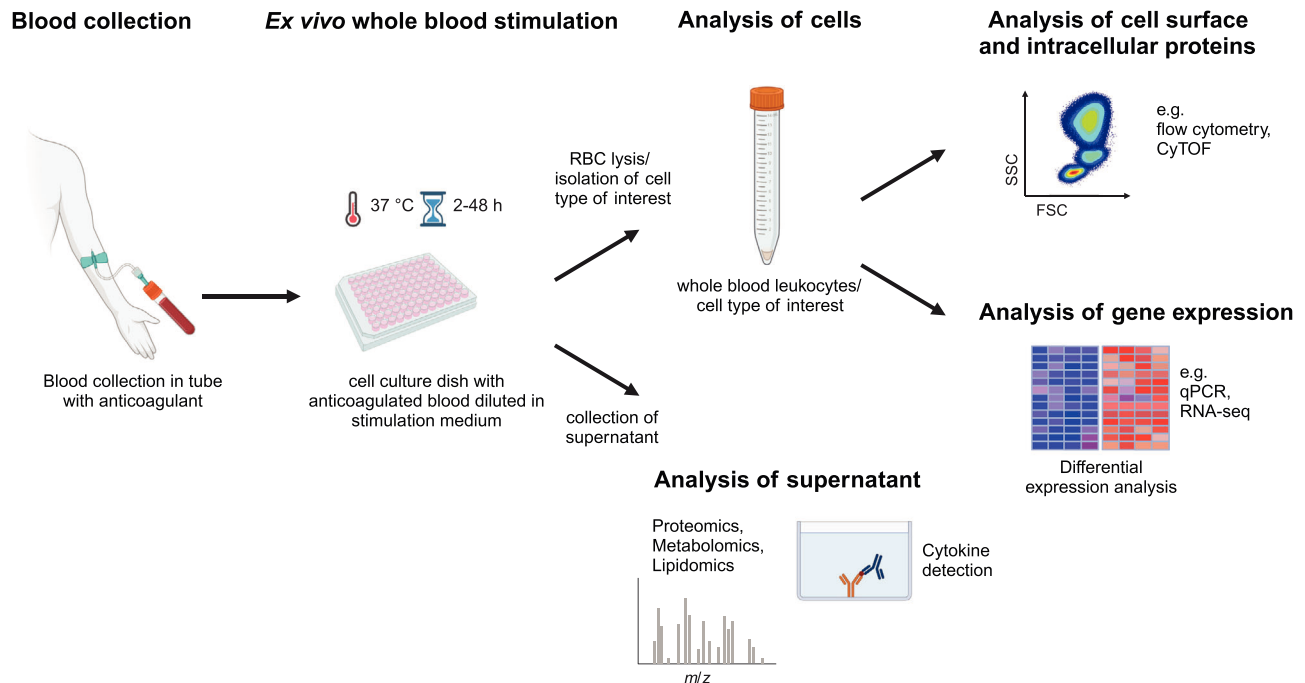 Blood collection
Ex vivo whole blood stimulation
Analysis of cells
Analysis of cell surface
and intracellular proteins
Blood collection in tube
with anticoagulant
37 °C
2-48 h
cell culture dish with
anticoagulated blood diluted in
stimulation medium
RBC lysis/
isolation of cell
type of interest
collection of
supernatant
whole blood leukocytes/
cell type of interest
SSC
FSC
e.g.
flow cytometry,
CyTOF
Analysis of gene expression
e.g.
qPCR,
RNA-seq
Differential
expression analysis
Analysis of supernatant
Proteomics,
Metabolomics,
Lipidomics
m/z
Cytokine
detection